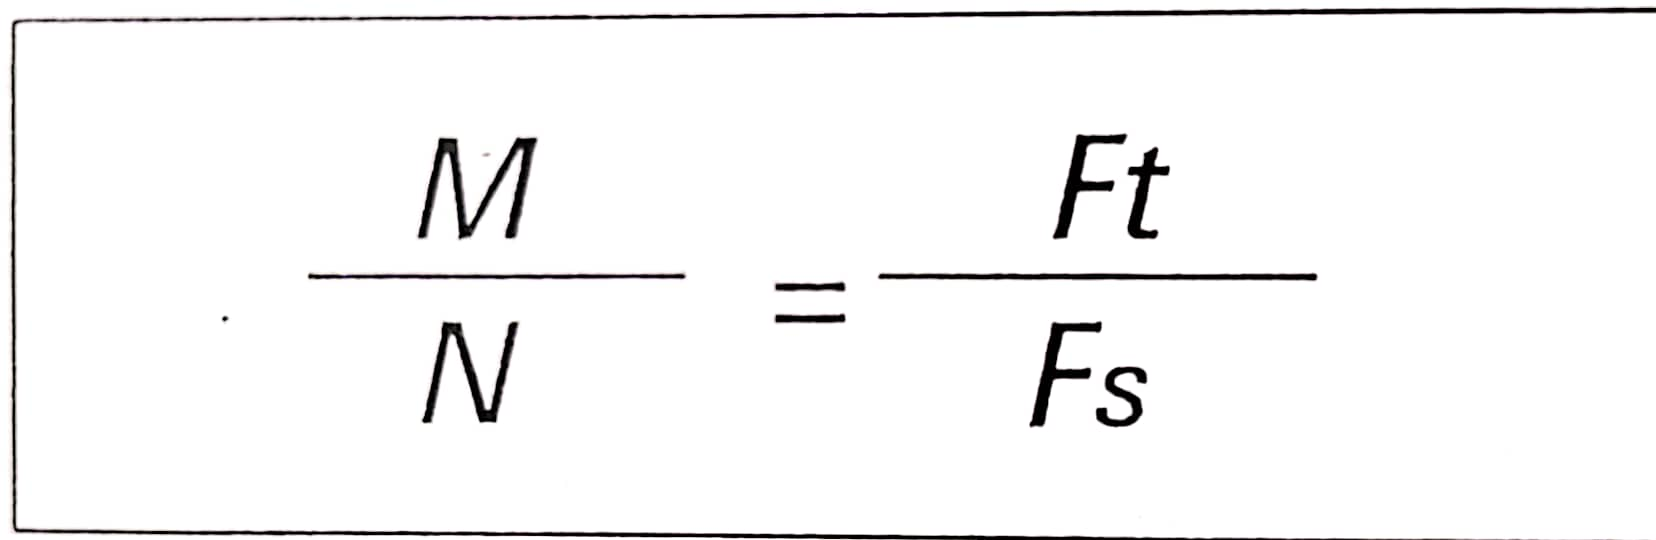 M / N = Ft / Fs